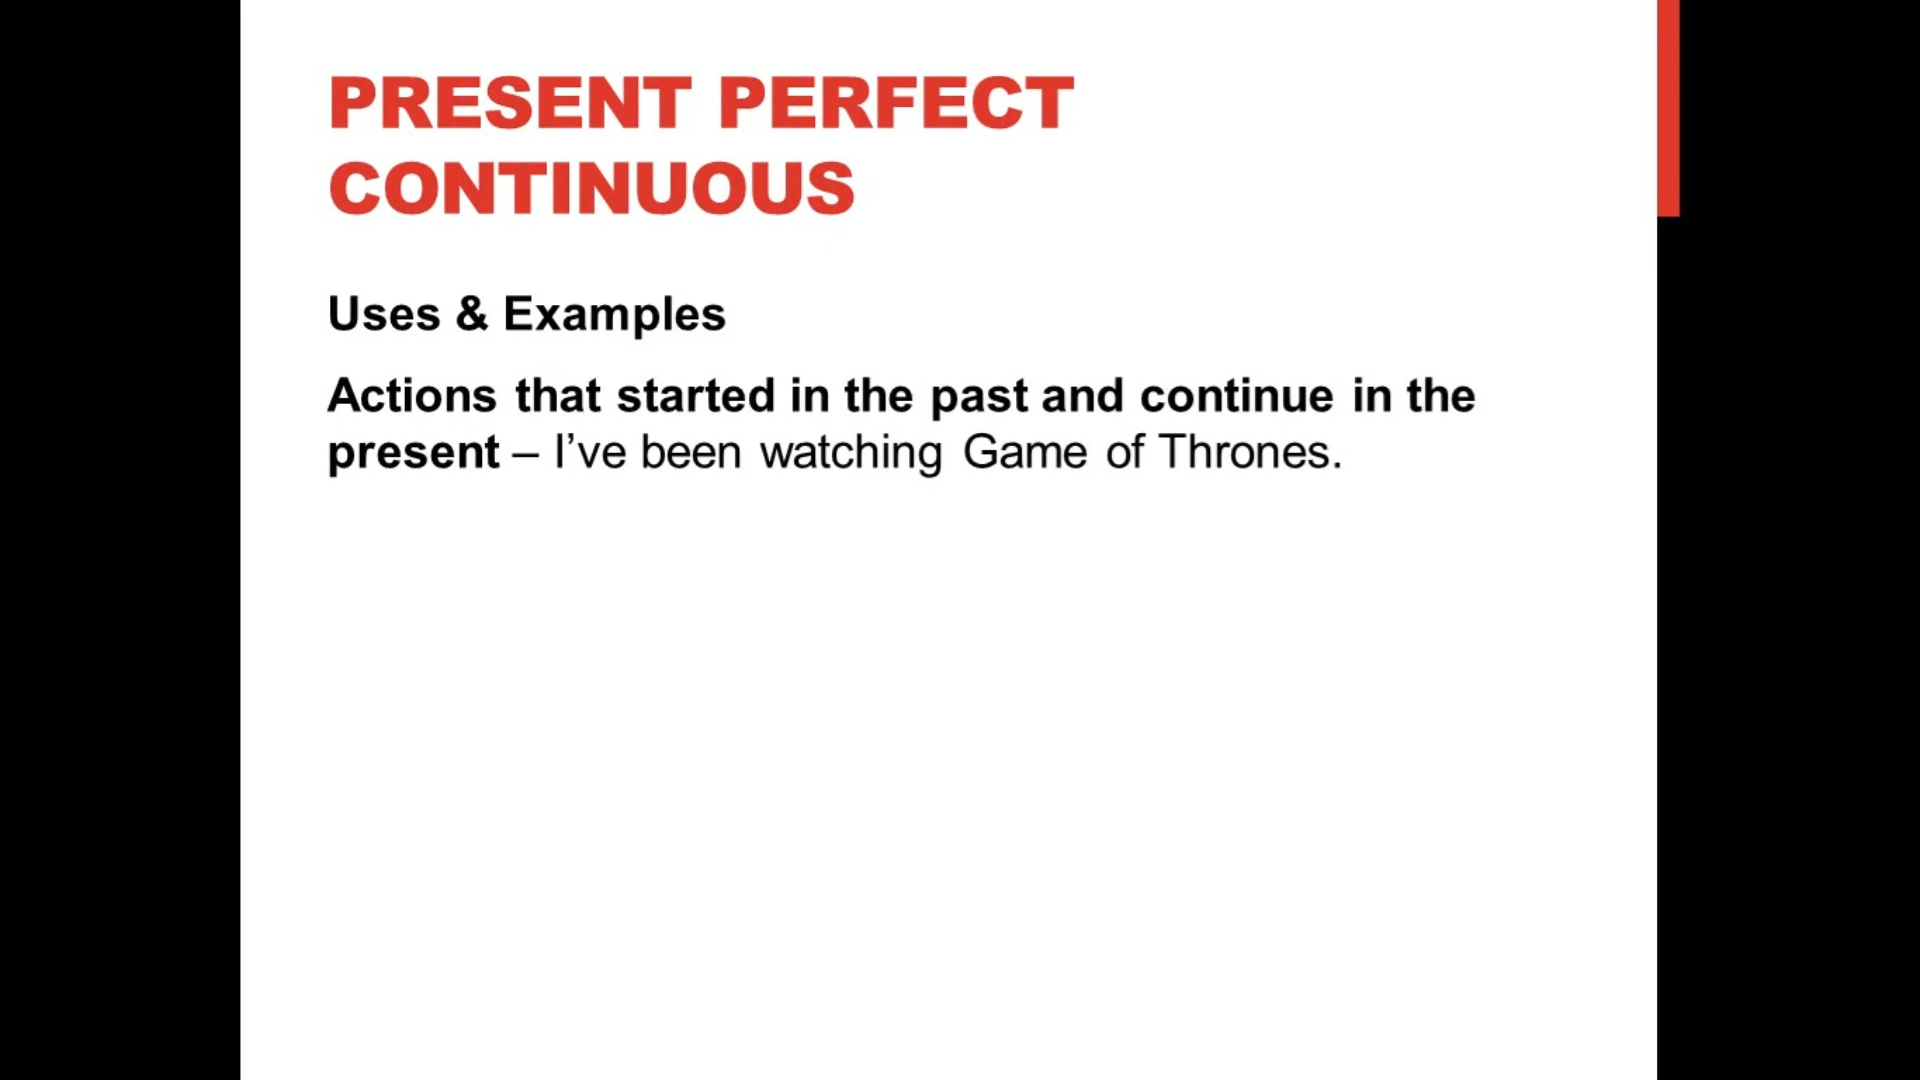 PRESENT PERFECT
CONTINUOUS
Uses & Examples
Actions that started in the past and continue in the
present – I’ve been watching Game of Thrones.